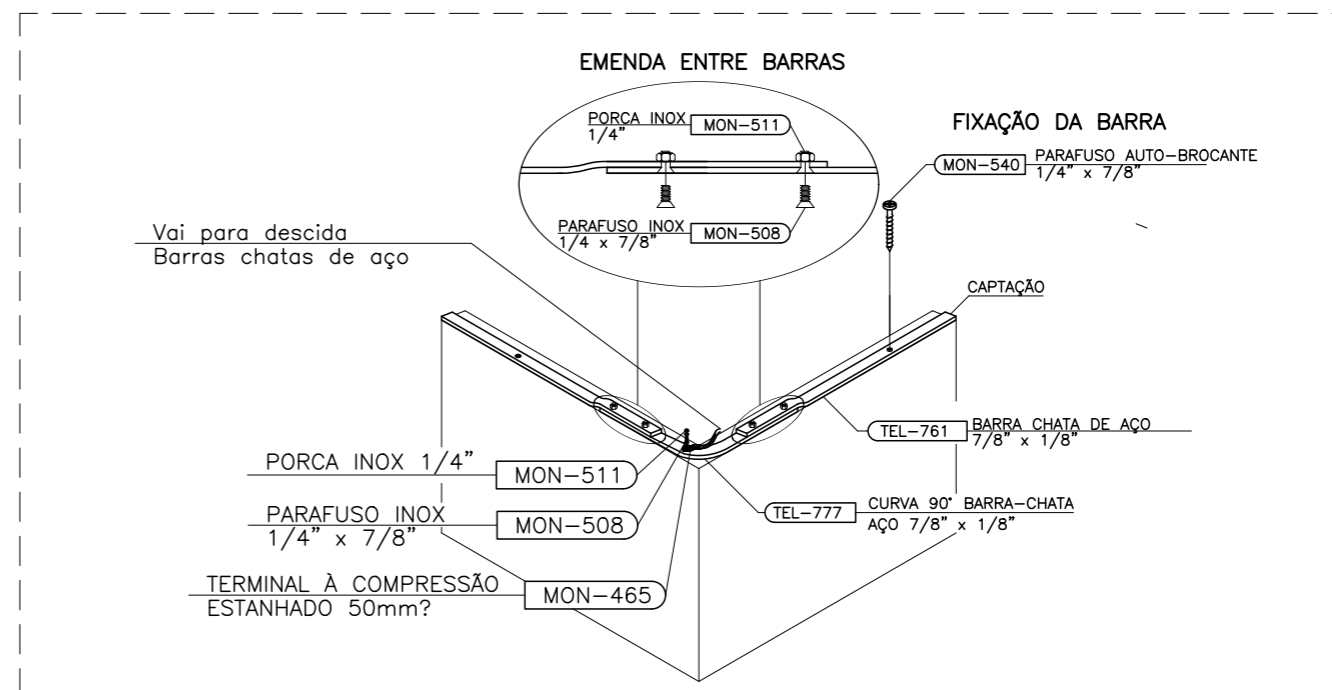 EMENDA ENTRE BARRAS
PORCA INOX
1/4"
MON-511
PARAFUSO INOX
1/4 x 7/8"
MON-508
FIXAÇÃO DA BARRA
MON-540
PARAFUSO AUTO-BROCANTE
1/4" x 7/8"
Vai para descida
Barras chatas de aço
CAPTAÇÃO
TEL-761
BARRA CHATA DE AÇO
7/8" x 1/8"
PORCA INOX 1/4"
MON-511
PARAFUSO INOX
1/4" x 7/8"
MON-508
TEL-777
CURVA 90° BARRA-CHATA
AÇO 7/8" x 1/8"
TERMINAL À COMPRESSÃO
ESTANHADO 50mm?
MON-465